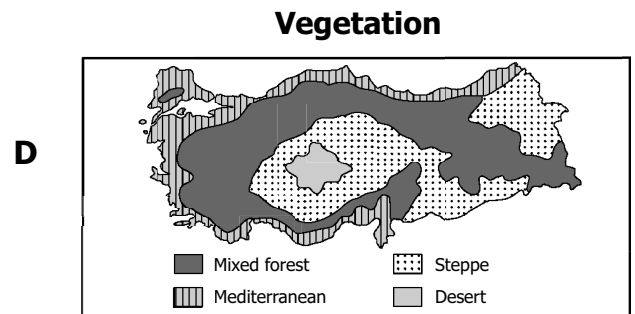 Vegetation
D
Mixed forest
Steppe
Mediterranean
Desert